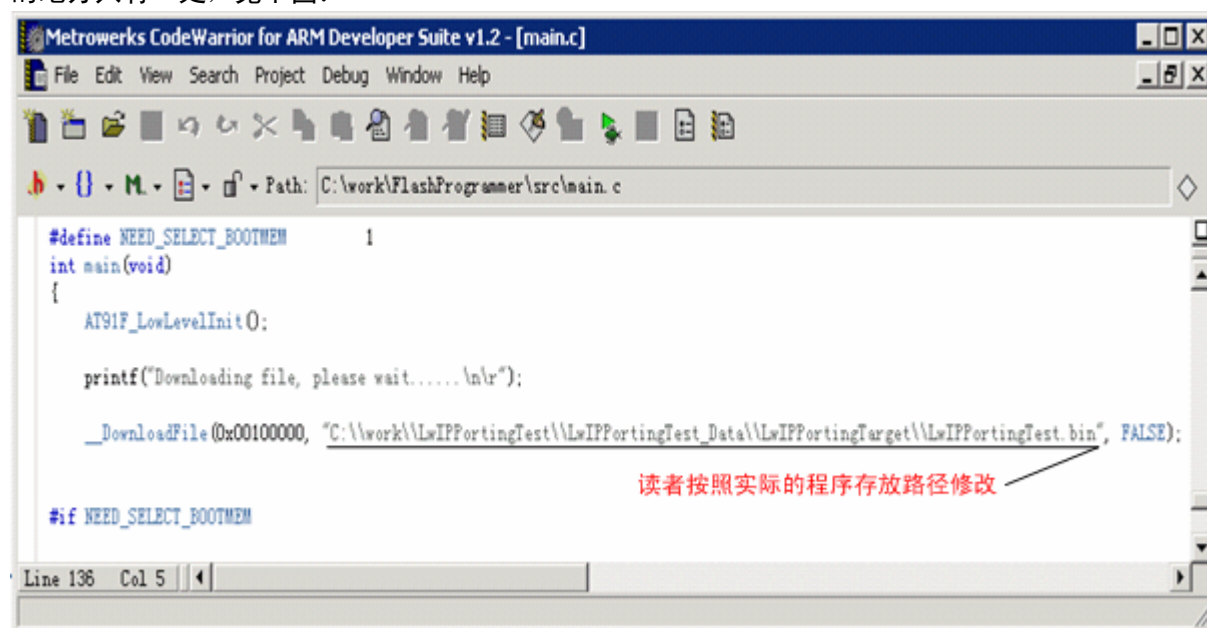 Metrowerks CodeWarrior for ARM Developer Suite v1.2 - [main.c]
File Edit View Search Project Debug Window Help
Path: C:\work\FlashProgrammer\src\main.c
#define NEED_SELECT_BOOTMEM 1
int main(void)
{
AT91F_LowLevelInit();
printf("Downloading file, please wait......\n\r");
__DownloadFile(0x00100000, "C:\\work\\LwIPPortingTest\\LwIPPortingTest_Data\\LwIPPortingTarget\\LwIPPortingTest.bin", FALSE);
读者按照实际的程序存放路径修改
#if NEED_SELECT_BOOTMEM
Line 136 Col 5